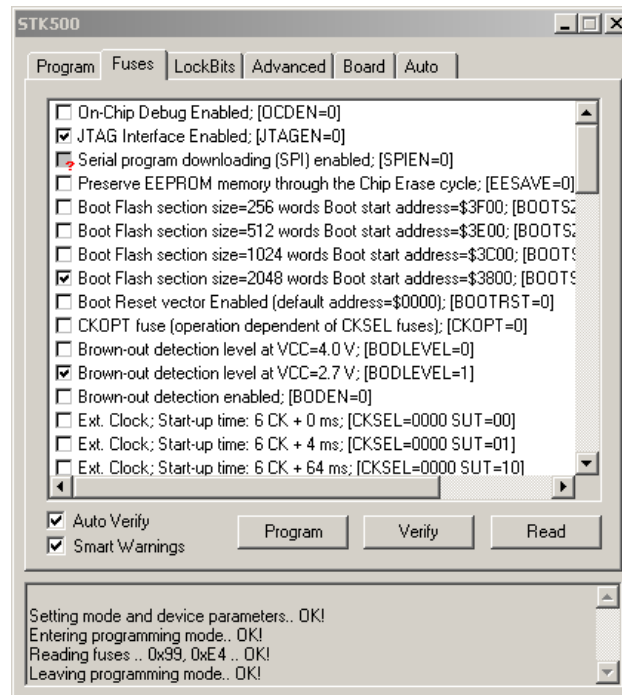 STK500
Program Fuses LockBits Advanced Board Auto
On-Chip Debug Enabled; [OCDEN=0]
JTAG Interface Enabled; [JTAGEN=0]
? Serial program downloading (SPI) enabled; [SPIEN=0]
Preserve EEPROM memory through the Chip Erase cycle; [EESAVE=0]
Boot Flash section size=256 words Boot start address=$3F00; [BOOTSZ
Boot Flash section size=512 words Boot start address=$3E00; [BOOTS
Boot Flash section size=1024 words Boot start address=$3C00; [BOOTS
Boot Flash section size=2048 words Boot start address=$3800; [BOOTS
Boot Reset vector Enabled (default address=$0000); [BOOTRST=0]
CKOPT fuse (operation dependent of CKSEL fuses); [CKOPT=0]
Brown-out detection level at VCC=4.0 V; [BODLEVEL=0]
Brown-out detection level at VCC=2.7 V; [BODLEVEL=1]
Brown-out detection enabled; [BODEN=0]
Ext. Clock; Start-up time: 6 CK + 0 ms; [CKSEL=0000 SUT=00]
Ext. Clock; Start-up time: 6 CK + 4 ms; [CKSEL=0000 SUT=01]
Ext. Clock; Start-up time: 6 CK + 64 ms; [CKSEL=0000 SUT=10]
Auto Verify
Smart Warnings
Program Verify Read
Setting mode and device parameters.. OK!
Entering programming mode.. OK!
Reading fuses .. 0x99, 0xE4 .. OK!
Leaving programming mode.. OK!